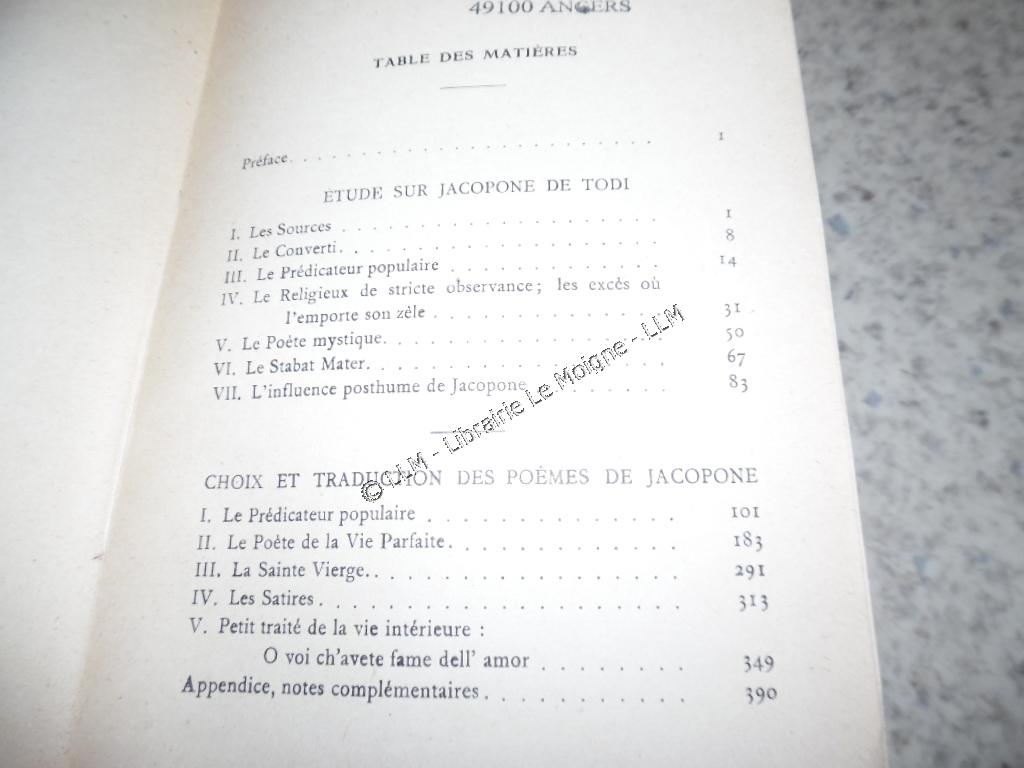 49100 ANGERS
TABLE DES MATIÈRES
Préface. . . . . . . . . . . . . . . . . . . . . . . . . 1
ÉTUDE SUR JACOPONE DE TODI
I. Les Sources . . . . . . . . . . . . . . . . . . 1
II. Le Converti. . . . . . . . . . . . . . . . . . 8
III. Le Prédicateur populaire . . . . . . . . . . . . 14
IV. Le Religieux de stricte observance; les excès où
l'emporte son zèle . . . . . . . . . . . . . 31
V. Le Poète mystique. . . . . . . . . . . . . . . 50
VI. Le Stabat Mater. . . . . . . . . . . . . . . . 67
VII. L'influence posthume de Jacopone . . . . . . . 83
CHOIX ET TRADUCTION DES POÉMES DE JACOPONE
I. Le Prédicateur populaire . . . . . . . . . . . . . 101
II. Le Poète de la Vie Parfaite. . . . . . . . . . . . 183
III. La Sainte Vierge. . . . . . . . . . . . . . . . . 291
IV. Les Satires . . . . . . . . . . . . . . . . . . 313
V. Petit traité de la vie intérieure :
O voi ch'avete fame dell' amor . . . . . . . . 349
Appendice, notes complémentaires . . . . . . . . . . 390
© LLM - Librairie Le Moigne - LLM